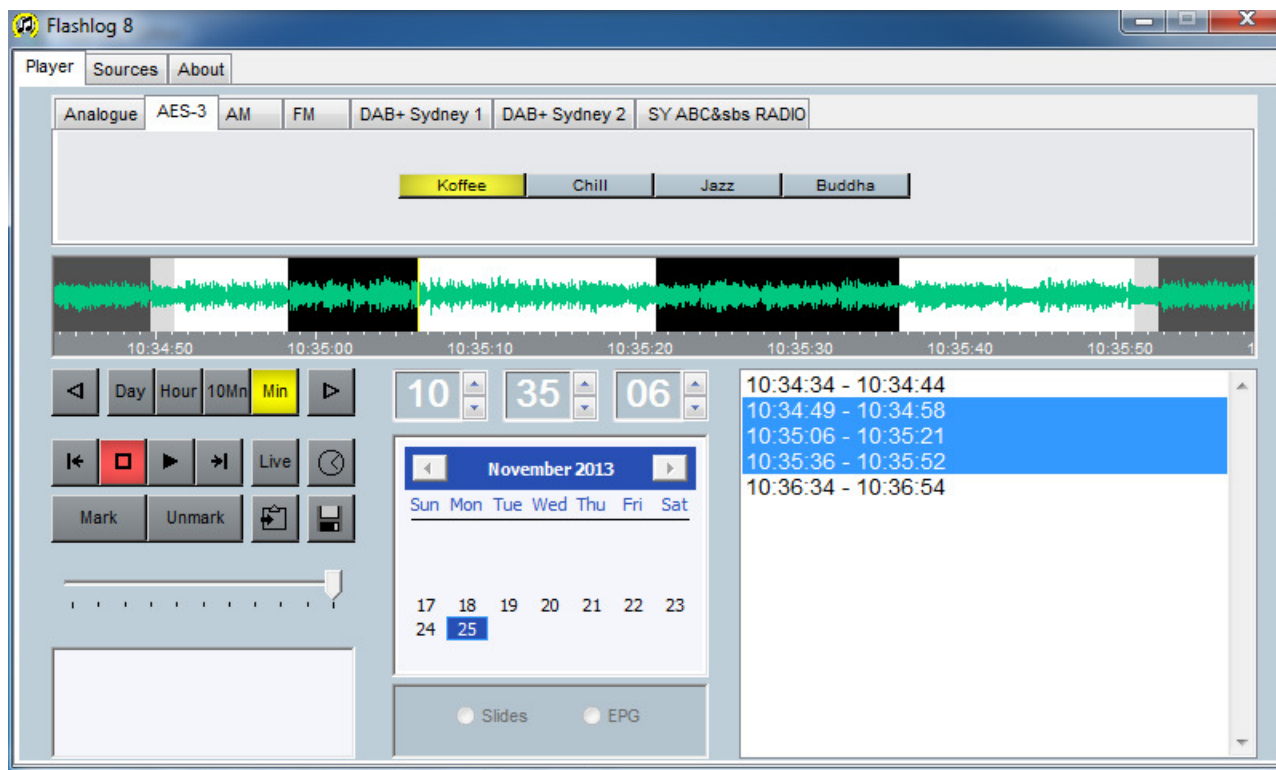 Flashlog 8
Player Sources About
Analogue AES-3 AM FM DAB+ Sydney 1 DAB+ Sydney 2 SY ABC&sbs RADIO
Koffee Chill Jazz Buddha
10:34:50 10:35:00 10:35:10 10:35:20 10:35:30 10:35:40 10:35:50 1
Day Hour 10Mn Min
10 35 06
Live
Mark Unmark
November 2013
Sun Mon Tue Wed Thu Fri Sat
17 18 19 20 21 22 23
24 25
Slides EPG
10:34:34 - 10:34:44
10:34:49 - 10:34:58
10:35:06 - 10:35:21
10:35:36 - 10:35:52
10:36:34 - 10:36:54